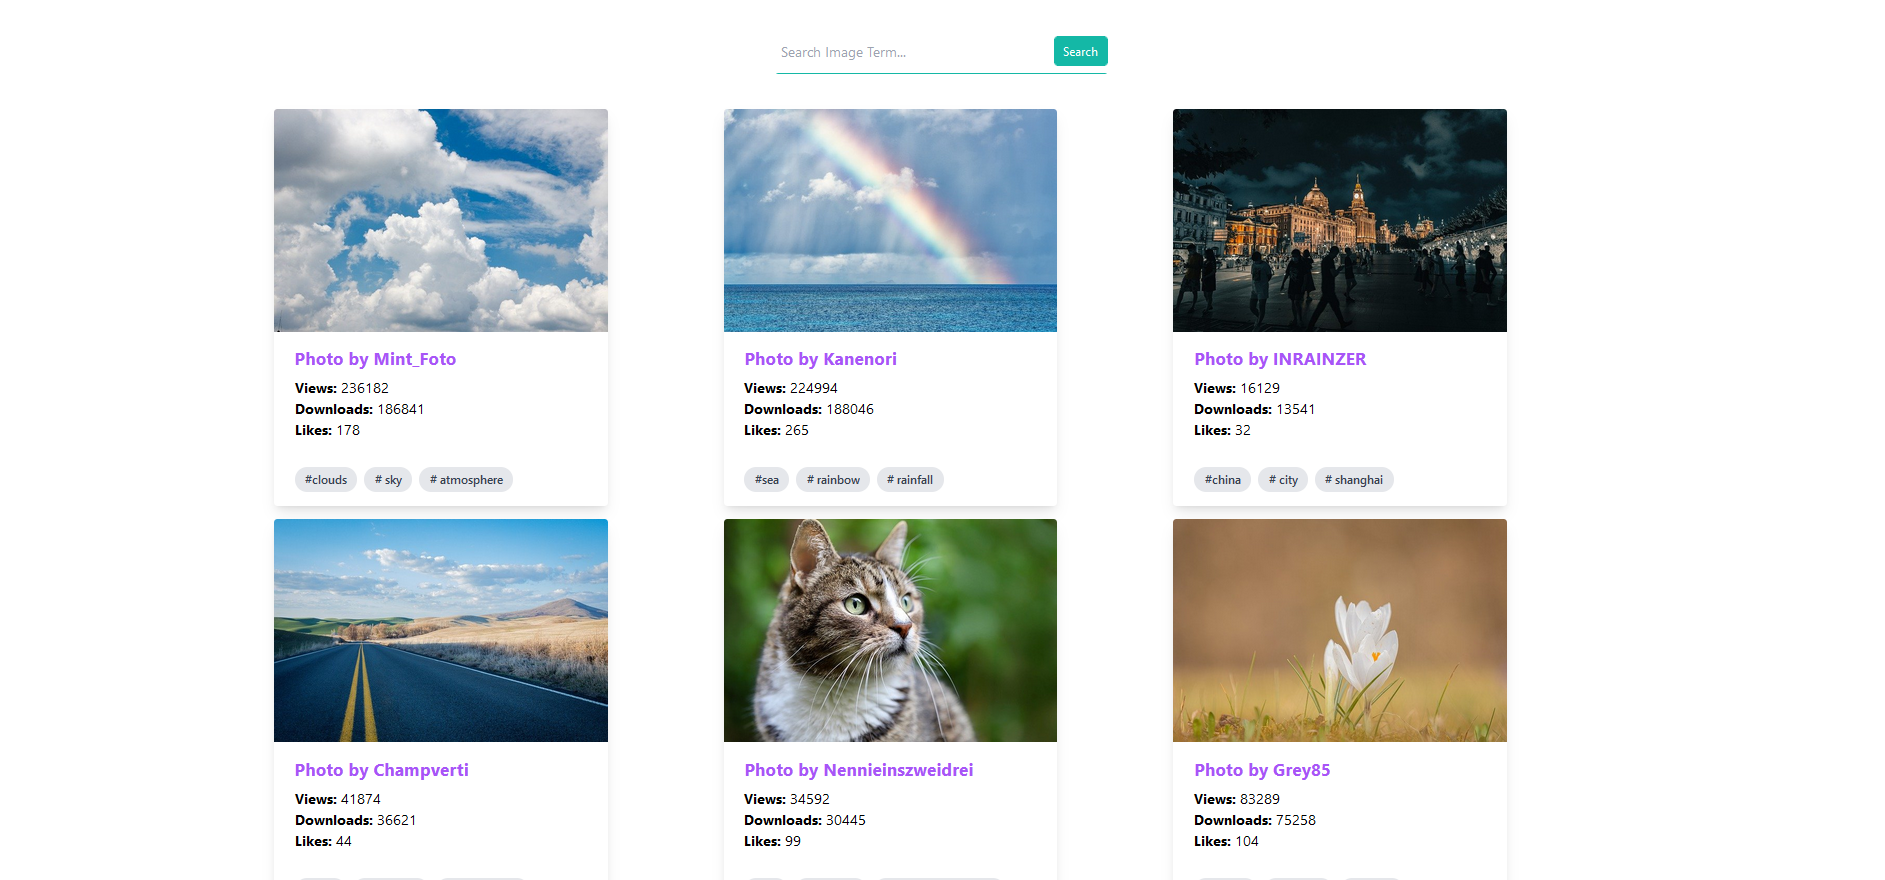 Search Image Term...
Search
Photo by Mint_Foto
Views: 236182
Downloads: 186841
Likes: 178
#clouds # sky # atmosphere
Photo by Kanenori
Views: 224994
Downloads: 188046
Likes: 265
#sea # rainbow # rainfall
Photo by INRAINZER
Views: 16129
Downloads: 13541
Likes: 32
#china # city # shanghai
Photo by Champverti
Views: 41874
Downloads: 36621
Likes: 44
Photo by Nennieinszweidrei
Views: 34592
Downloads: 30445
Likes: 99
Photo by Grey85
Views: 83289
Downloads: 75258
Likes: 104